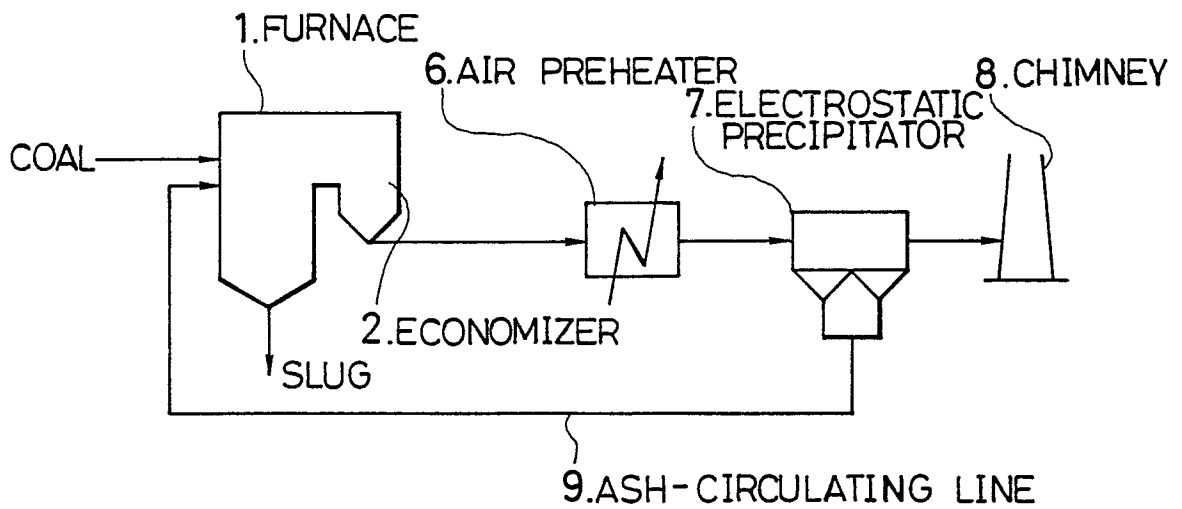 1.FURNACE
6.AIR PREHEATER
8.CHIMNEY
7.ELECTROSTATIC
PRECIPITATOR
COAL
2.ECONOMIZER
SLUG
9.ASH-CIRCULATING LINE